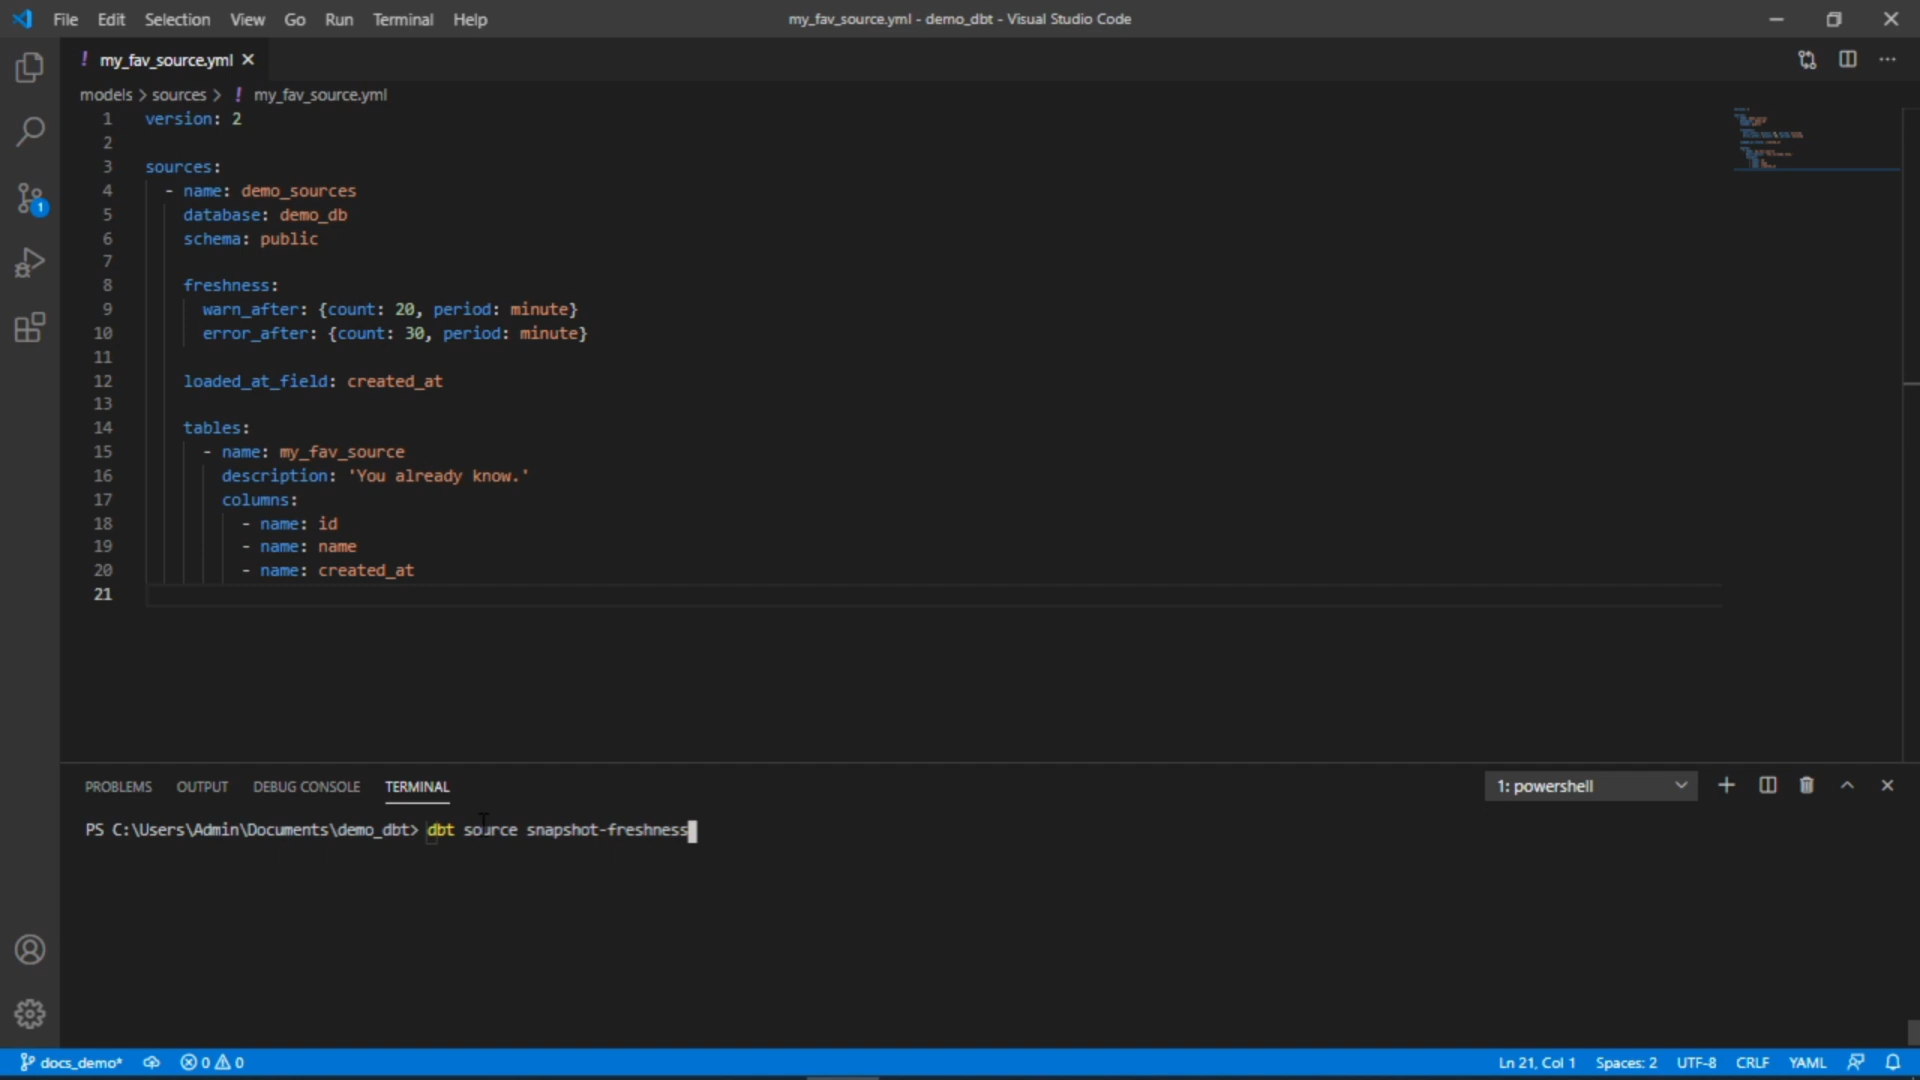 File Edit Selection View Go Run Terminal Help
my_fav_source.yml - demo_dbt - Visual Studio Code
! my_fav_source.yml
models > sources > ! my_fav_source.yml
1 version: 2
2
3 sources:
4 - name: demo_sources
5 database: demo_db
6 schema: public
7
8 freshness:
9 warn_after: {count: 20, period: minute}
10 error_after: {count: 30, period: minute}
11
12 loaded_at_field: created_at
13
14 tables:
15 - name: my_fav_source
16 description: 'You already know.'
17 columns:
18 - name: id
19 - name: name
20 - name: created_at
21
1
PROBLEMS OUTPUT DEBUG CONSOLE TERMINAL
1: powershell
PS C:\Users\Admin\Documents\demo_dbt> dbt source snapshot-freshness
docs_demo* 0 0
Ln 21, Col 1 Spaces: 2 UTF-8 CRLF YAML